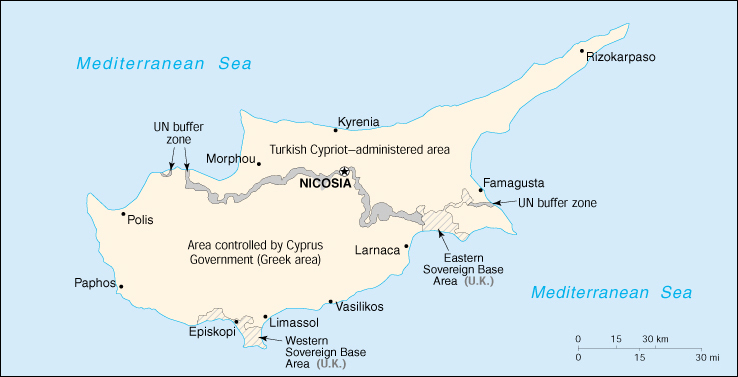 Mediterranean Sea
Rizokarpaso
UN buffer
zone
Kyrenia
Turkish Cypriot–administered area
Morphou
NICOSIA
Famagusta
UN buffer zone
Polis
Area controlled by Cyprus
Government (Greek area)
Larnaca
Eastern
Sovereign Base
Area (U.K.)
Paphos
Vasilikos
Mediterranean Sea
Limassol
Episkopi
Western
Sovereign Base
Area (U.K.)
0 15 30 km
0 15 30 mi